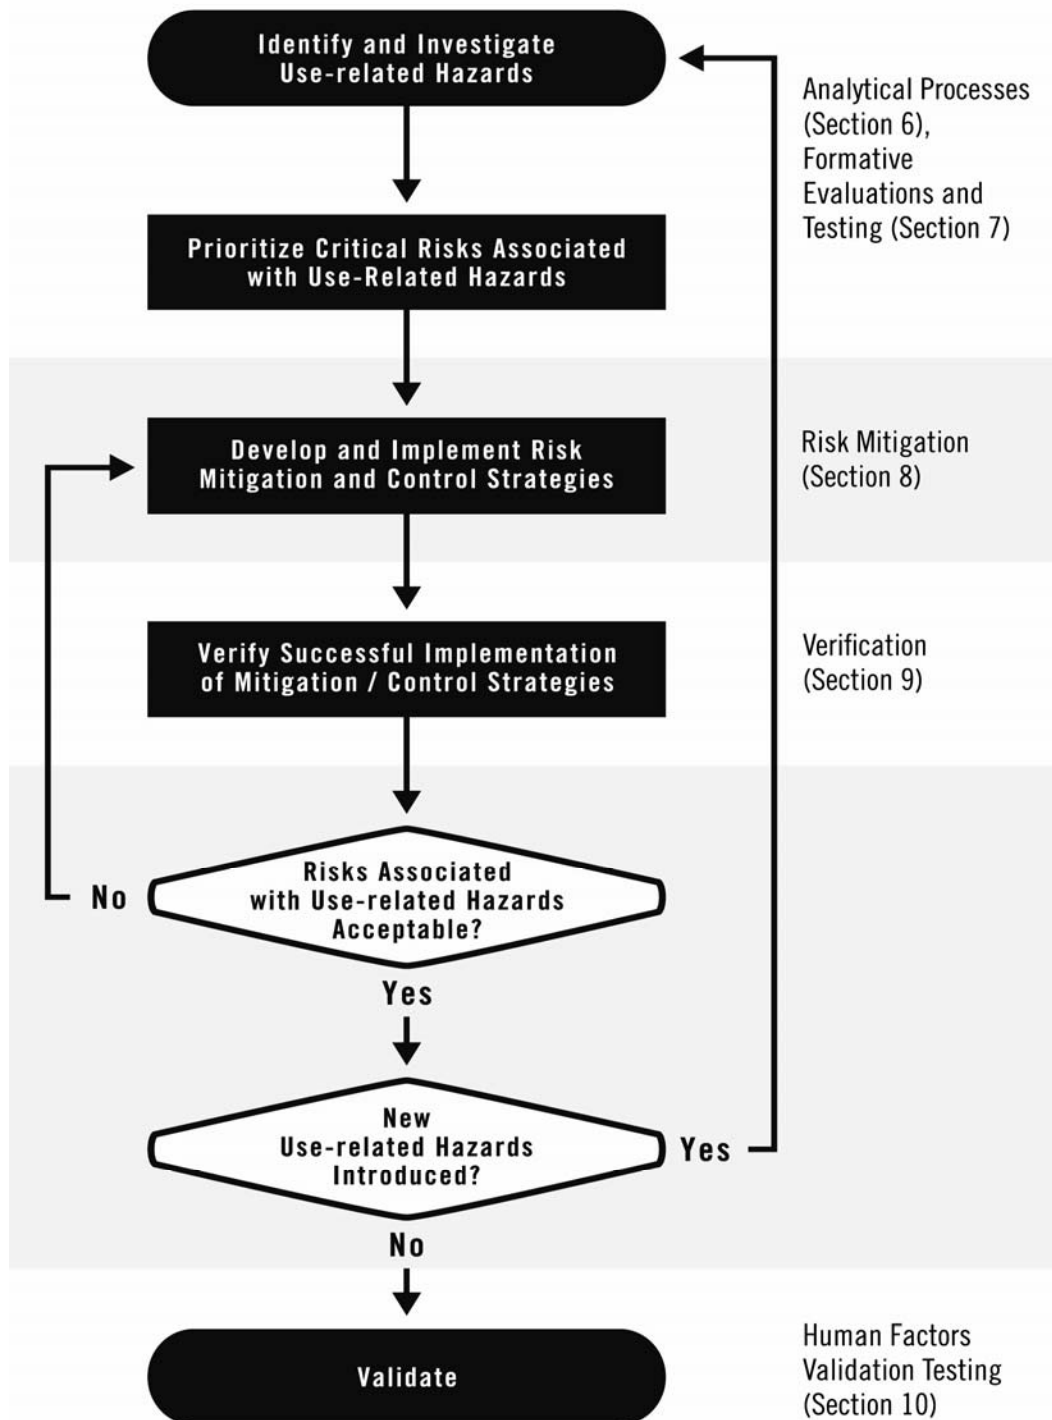 Identify and Investigate
Use-related Hazards
Analytical Processes
(Section 6),
Formative
Evaluations and
Testing (Section 7)
Prioritize Critical Risks Associated
with Use-Related Hazards
Develop and Implement Risk
Mitigation and Control Strategies
Risk Mitigation
(Section 8)
Verify Successful Implementation
of Mitigation / Control Strategies
Verification
(Section 9)
Risks Associated
with Use-related Hazards
Acceptable?
No
Yes
New
Use-related Hazards
Introduced?
Yes
No
Validate
Human Factors
Validation Testing
(Section 10)